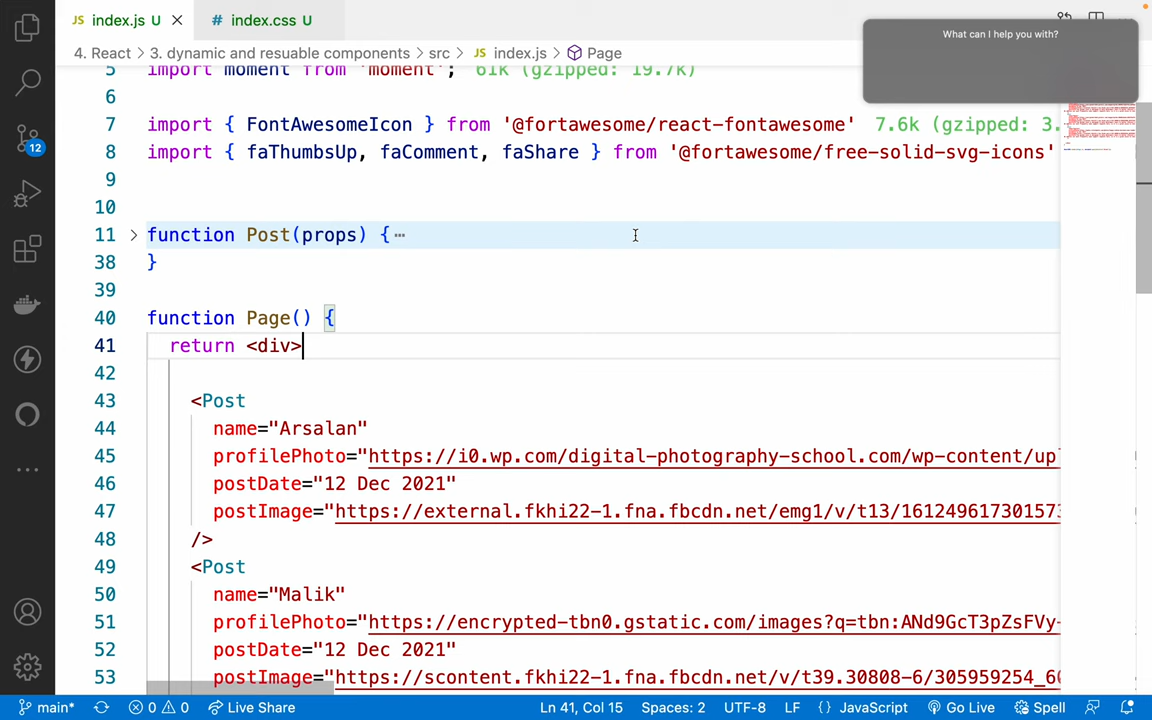 JS index.js U
# index.css U
What can I help you with?
4. React > 3. dynamic and resuable components > src > JS index.js > Page
5 import moment from 'moment'; 61k (gzipped: 19.7k)
6
7 import { FontAwesomeIcon } from '@fortawesome/react-fontawesome' 7.6k (gzipped: 3.
8 import { faThumbsUp, faComment, faShare } from '@fortawesome/free-solid-svg-icons'
9
10
11 function Post(props) { ⋯
38 }
39
40 function Page() {
41 return <div>
42
43 <Post
44 name="Arsalan"
45 profilePhoto="https://i0.wp.com/digital-photography-school.com/wp-content/upl
46 postDate="12 Dec 2021"
47 postImage="https://external.fkhi22-1.fna.fbcdn.net/emg1/v/t13/161249617301573
48 />
49 <Post
50 name="Malik"
51 profilePhoto="https://encrypted-tbn0.gstatic.com/images?q=tbn:ANd9GcT3pZsFVy-
52 postDate="12 Dec 2021"
53 postImage="https://scontent.fkhi22-1.fna.fbcdn.net/v/t39.30808-6/305959254_60
12
main* 0 0 Live Share Ln 41, Col 15 Spaces: 2 UTF-8 LF {} JavaScript Go Live Spell